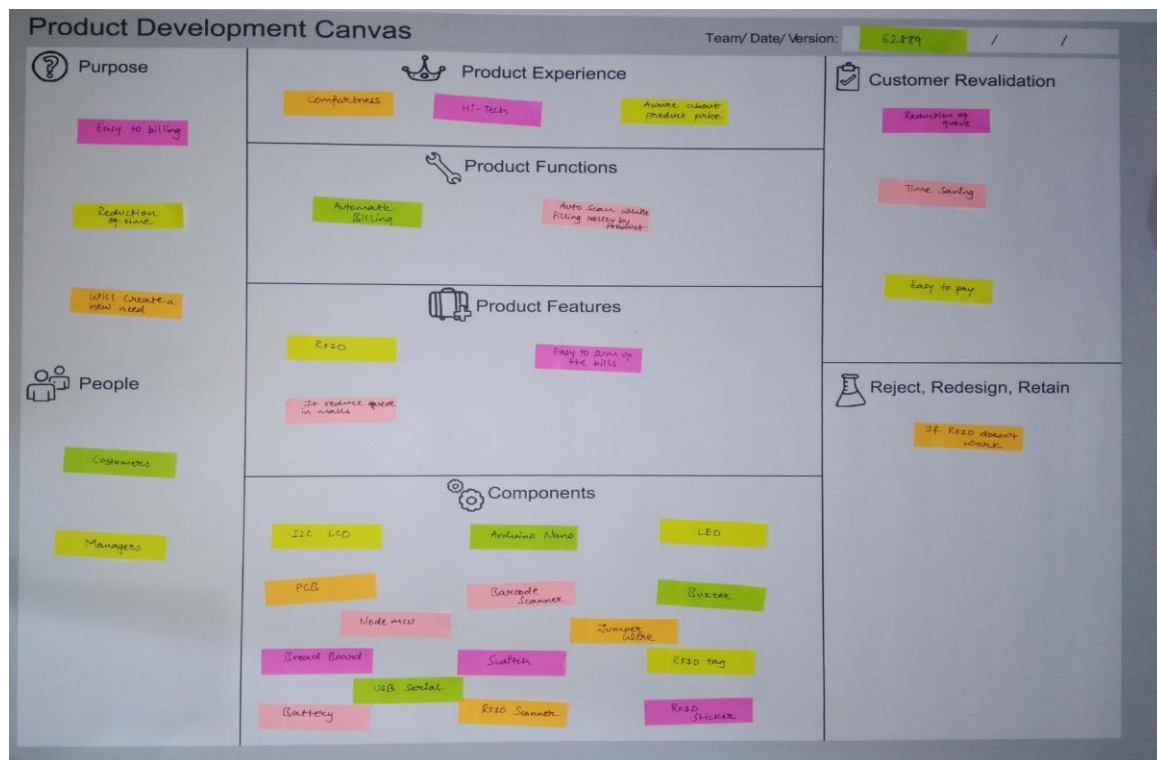 Product Development Canvas
Team/ Date/ Version:
62889
/
/
Purpose
Easy to billing
Reduction
of time
Will Create a
new need.
People
Customers
Managers
Product Experience
Comfortness
Hi-Tech
Aware about
product price
Product Functions
Automatic
Billing
Auto Scan while
filling trolley by
Product
Product Features
RFID
Easy to sum up
the bills
It reduce queue
in malls
Components
I2C LCD
Arduino Nano
LED
PCB
Barcode
Scanner
Buzzer
Node mcu
Jumper
Wire
Bread Board
Switch
RFID tag
USB Serial
Battery
RFID Scanner
RFID
Sticker
Customer Revalidation
Reduction of
queue
Time Saving
Easy to pay
Reject, Redesign, Retain
If RFID doesn't
work